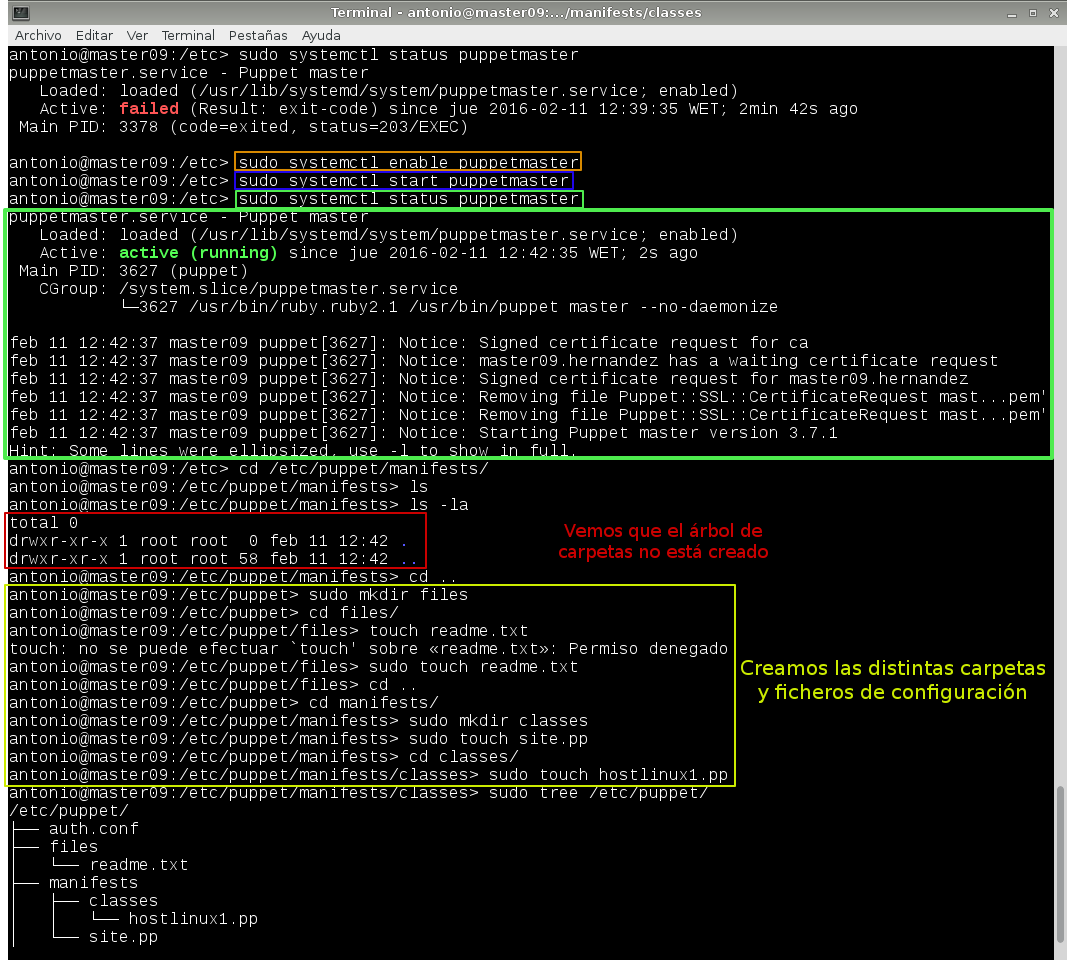 Terminal - antonio@master09:.../manifests/classes
Archivo Editar Ver Terminal Pestañas Ayuda
antonio@master09:/etc> sudo systemctl status puppetmaster
puppetmaster.service - Puppet master
   Loaded: loaded (/usr/lib/systemd/system/puppetmaster.service; enabled)
   Active: failed (Result: exit-code) since jue 2016-02-11 12:39:35 WET; 2min 42s ago
 Main PID: 3378 (code=exited, status=203/EXEC)
antonio@master09:/etc> sudo systemctl enable puppetmaster
antonio@master09:/etc> sudo systemctl start puppetmaster
antonio@master09:/etc> sudo systemctl status puppetmaster
puppetmaster.service - Puppet master
   Loaded: loaded (/usr/lib/systemd/system/puppetmaster.service; enabled)
   Active: active (running) since jue 2016-02-11 12:42:35 WET; 2s ago
 Main PID: 3627 (puppet)
   CGroup: /system.slice/puppetmaster.service
           └─3627 /usr/bin/ruby.ruby2.1 /usr/bin/puppet master --no-daemonize
feb 11 12:42:37 master09 puppet[3627]: Notice: Signed certificate request for ca
feb 11 12:42:37 master09 puppet[3627]: Notice: master09.hernandez has a waiting certificate request
feb 11 12:42:37 master09 puppet[3627]: Notice: Signed certificate request for master09.hernandez
feb 11 12:42:37 master09 puppet[3627]: Notice: Removing file Puppet::SSL::CertificateRequest mast...pem'
feb 11 12:42:37 master09 puppet[3627]: Notice: Removing file Puppet::SSL::CertificateRequest mast...pem'
feb 11 12:42:37 master09 puppet[3627]: Notice: Starting Puppet master version 3.7.1
Hint: Some lines were ellipsized, use -l to show in full.
antonio@master09:/etc> cd /etc/puppet/manifests/
antonio@master09:/etc/puppet/manifests> ls
antonio@master09:/etc/puppet/manifests> ls -la
total 0
drwxr-xr-x 1 root root  0 feb 11 12:42 .
drwxr-xr-x 1 root root 58 feb 11 12:42 ..
Vemos que el árbol de
carpetas no está creado
antonio@master09:/etc/puppet/manifests> cd ..
antonio@master09:/etc/puppet> sudo mkdir files
antonio@master09:/etc/puppet> cd files/
antonio@master09:/etc/puppet/files> touch readme.txt
touch: no se puede efectuar `touch' sobre «readme.txt»: Permiso denegado
antonio@master09:/etc/puppet/files> sudo touch readme.txt
antonio@master09:/etc/puppet/files> cd ..
antonio@master09:/etc/puppet> cd manifests/
antonio@master09:/etc/puppet/manifests> sudo mkdir classes
antonio@master09:/etc/puppet/manifests> sudo touch site.pp
antonio@master09:/etc/puppet/manifests> cd classes/
antonio@master09:/etc/puppet/manifests/classes> sudo touch hostlinux1.pp
Creamos las distintas carpetas
y ficheros de configuración
antonio@master09:/etc/puppet/manifests/classes> sudo tree /etc/puppet/
/etc/puppet/
├── auth.conf
├── files
│   └── readme.txt
├── manifests
│   ├── classes
│   │   └── hostlinux1.pp
│   └── site.pp